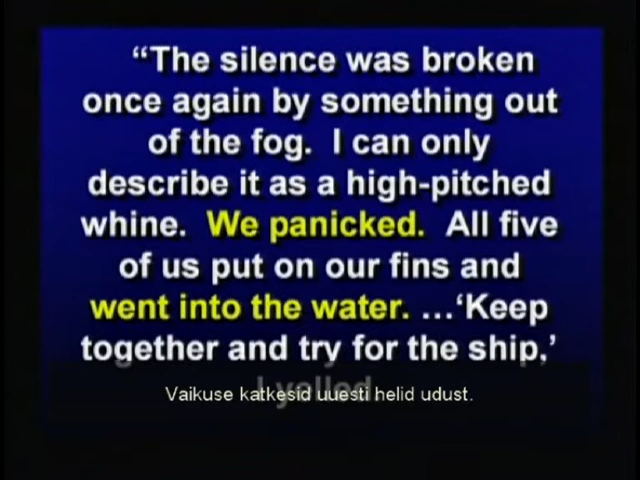 “The silence was broken
once again by something out
of the fog.  I can only
describe it as a high-pitched
whine.  We panicked.  All five
of us put on our fins and
went into the water. …‘Keep
together and try for the ship,’
I yelled.
Vaikuse katkesid uuesti helid udust.